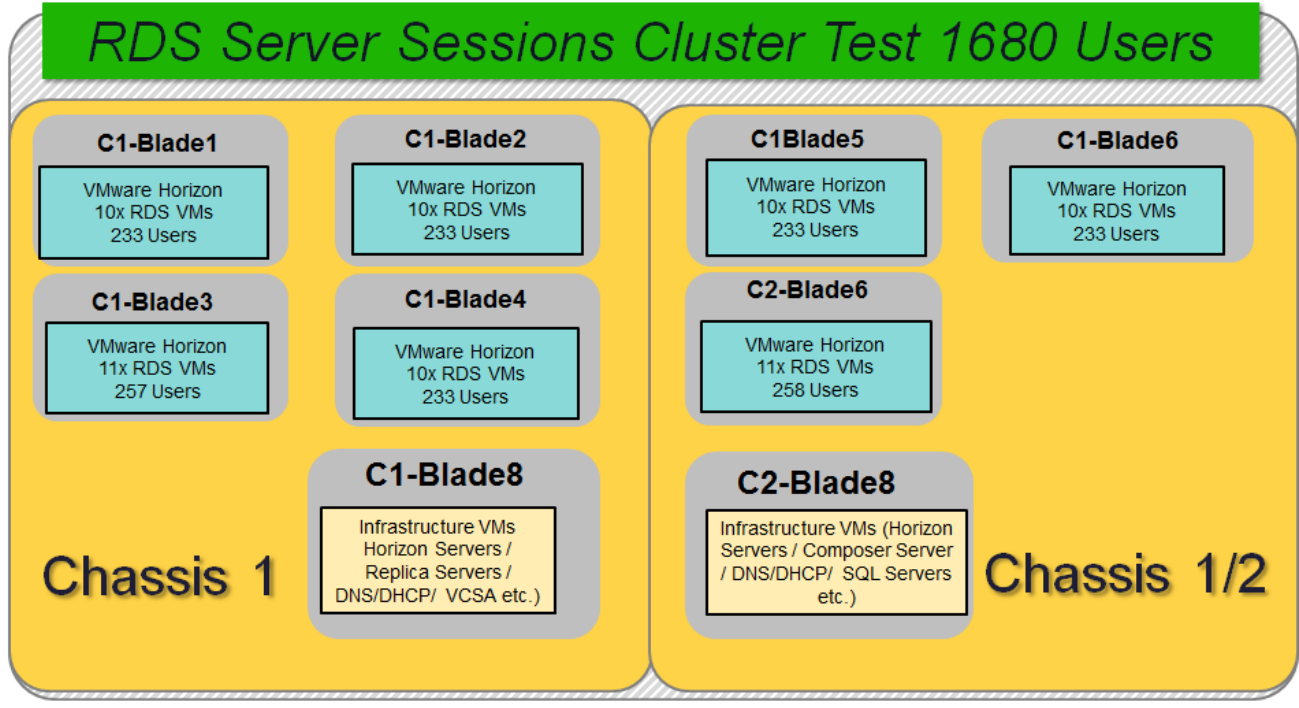 RDS Server Sessions Cluster Test 1680 Users
C1-Blade1
VMware Horizon
10x RDS VMs
233 Users
C1-Blade2
VMware Horizon
10x RDS VMs
233 Users
C1-Blade3
VMware Horizon
11x RDS VMs
257 Users
C1-Blade4
VMware Horizon
10x RDS VMs
233 Users
C1-Blade8
Infrastructure VMs
Horizon Servers /
Replica Servers /
DNS/DHCP/ VCSA etc.)
Chassis 1
C1Blade5
VMware Horizon
10x RDS VMs
233 Users
C1-Blade6
VMware Horizon
10x RDS VMs
233 Users
C2-Blade6
VMware Horizon
11x RDS VMs
258 Users
C2-Blade8
Infrastructure VMs (Horizon
Servers / Composer Server
/ DNS/DHCP/ SQL Servers
etc.)
Chassis 1/2